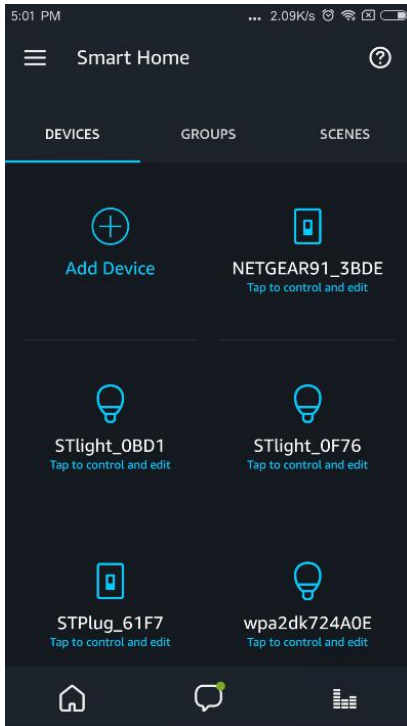 5:01 PM ... 2.09K/s
Smart Home
DEVICES GROUPS SCENES
Add Device NETGEAR91_3BDE
Tap to control and edit
STlight_0BD1 STlight_0F76
Tap to control and edit Tap to control and edit
STPlug_61F7 wpa2dk724A0E
Tap to control and edit Tap to control and edit